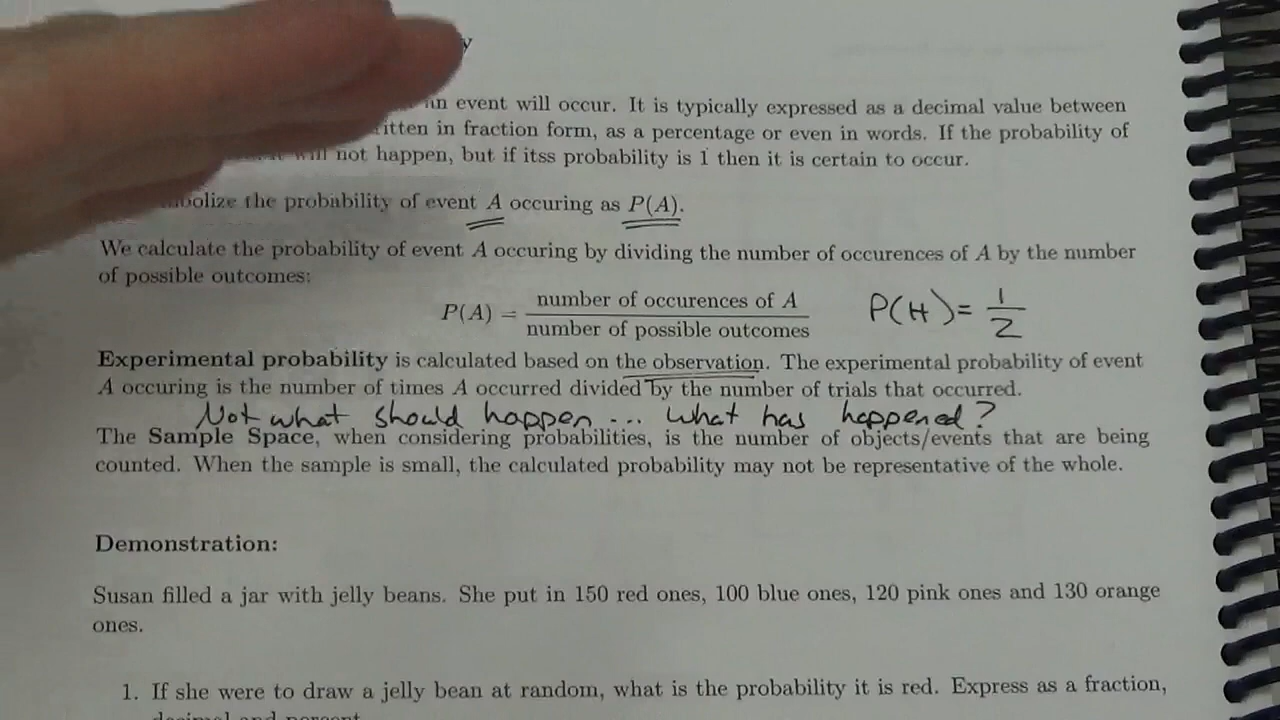 an event will occur. It is typically expressed as a decimal value between
in fraction form, as a percentage or even in words. If the probability of
will not happen, but if itss probability is 1 then it is certain to occur.
the probability of event A occuring as P(A).
We calculate the probability of event A occuring by dividing the number of occurences of A by the number
of possible outcomes:
P(A) = number of occurences of A / number of possible outcomes P(H) = 1/2
Experimental probability is calculated based on the observation. The experimental probability of event
A occuring is the number of times A occurred divided by the number of trials that occurred.
Not what should happen ... what has happened?
The Sample Space, when considering probabilities, is the number of objects/events that are being
counted. When the sample is small, the calculated probability may not be representative of the whole.
Demonstration:
Susan filled a jar with jelly beans. She put in 150 red ones, 100 blue ones, 120 pink ones and 130 orange
ones.
1. If she were to draw a jelly bean at random, what is the probability it is red. Express as a fraction,
decimal and percent.